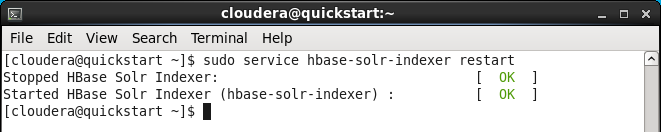 cloudera@quickstart:~
File Edit View Search Terminal Help
[cloudera@quickstart ~]$ sudo service hbase-solr-indexer restart
Stopped HBase Solr Indexer: [ OK ]
Started HBase Solr Indexer (hbase-solr-indexer) : [ OK ]
[cloudera@quickstart ~]$